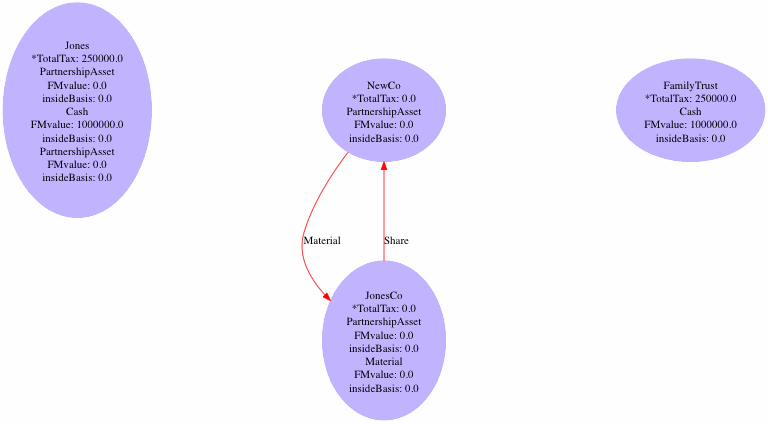 Jones
*TotalTax: 250000.0
PartnershipAsset
FMvalue: 0.0
insideBasis: 0.0
Cash
FMvalue: 1000000.0
insideBasis: 0.0
PartnershipAsset
FMvalue: 0.0
insideBasis: 0.0
NewCo
*TotalTax: 0.0
PartnershipAsset
FMvalue: 0.0
insideBasis: 0.0
FamilyTrust
*TotalTax: 250000.0
Cash
FMvalue: 1000000.0
insideBasis: 0.0
Material
Share
JonesCo
*TotalTax: 0.0
PartnershipAsset
FMvalue: 0.0
insideBasis: 0.0
Material
FMvalue: 0.0
insideBasis: 0.0